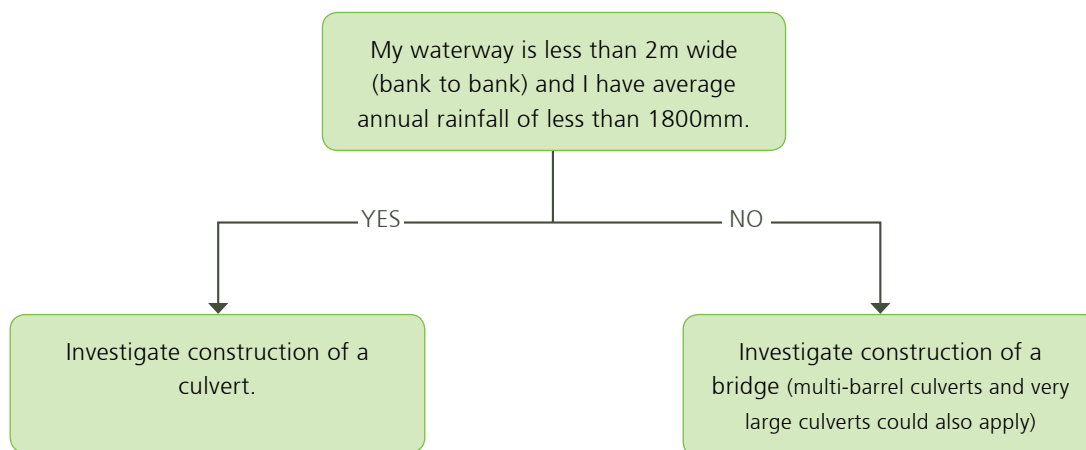 My waterway is less than 2m wide
(bank to bank) and I have average
annual rainfall of less than 1800mm.
YES
NO
Investigate construction of a
culvert.
Investigate construction of a
bridge (multi-barrel culverts and very
large culverts could also apply)